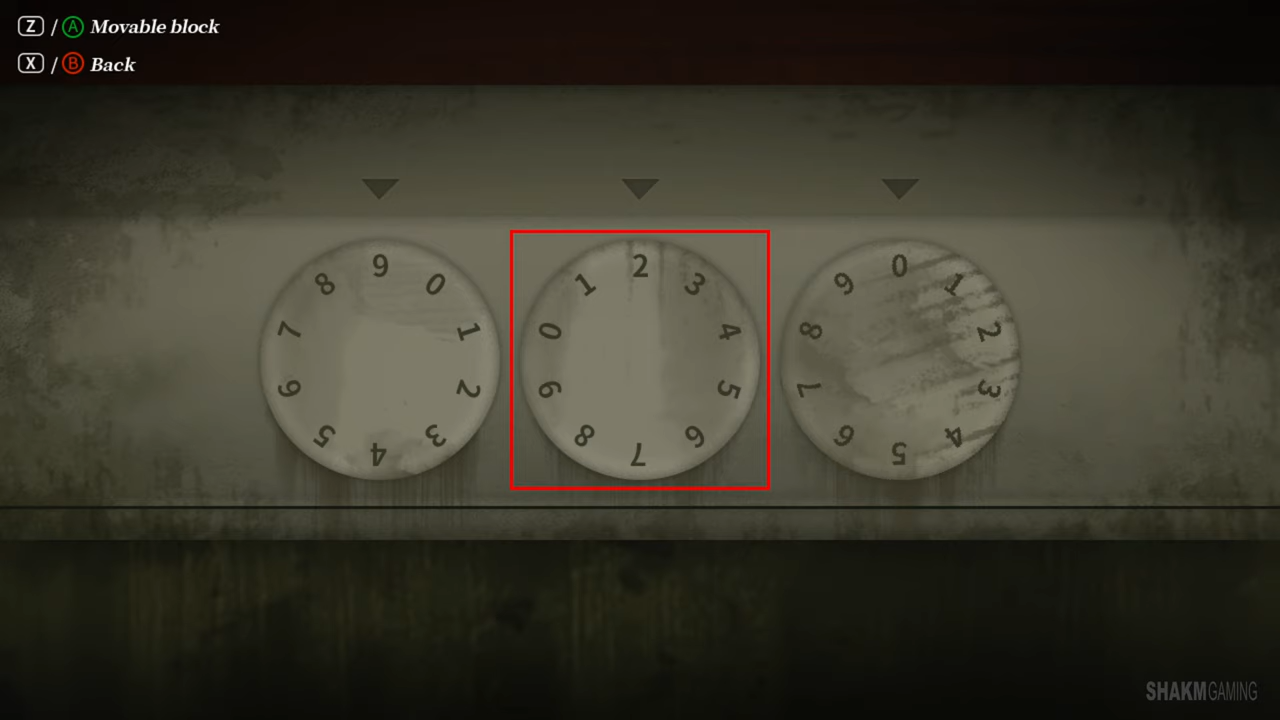 Z / A Movable block
X / B Back
9 0 1 2 3 4 5 6 7 8
2 3 4 5 6 7 8 9 0 1
0 1 2 3 4 5 6 7 8 9
SHAKMGAMING